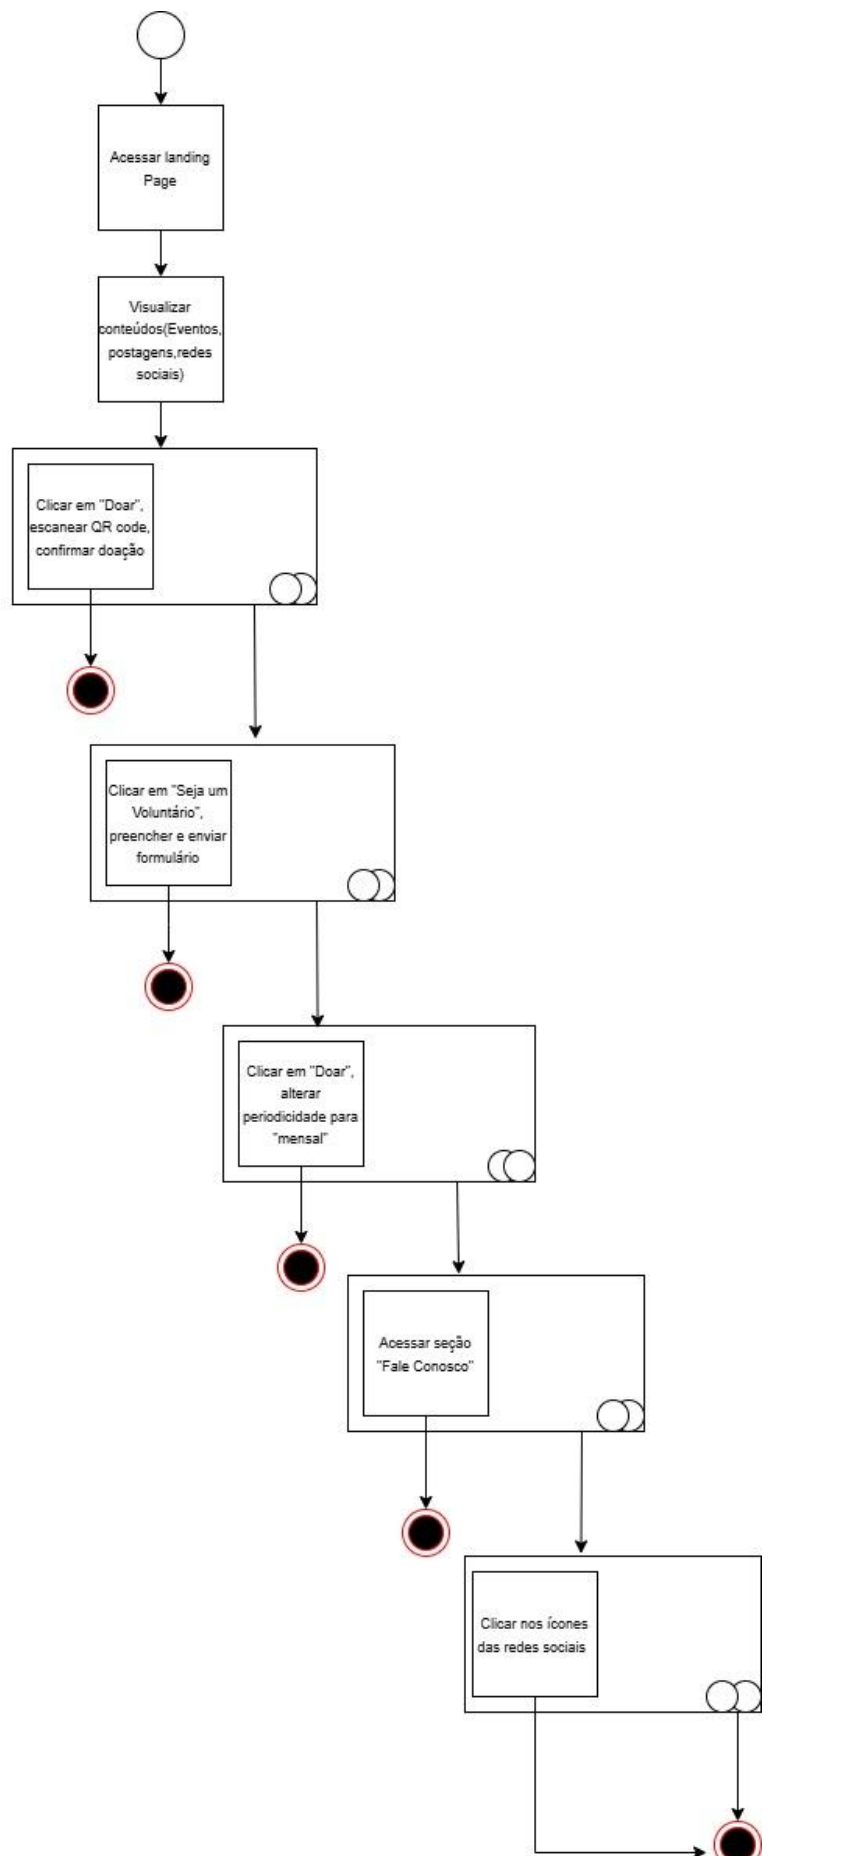 Acessar landing
Page
Visualizar
conteúdos(Eventos,
postagens,redes
sociais)
Clicar em "Doar",
escanear QR code,
confirmar doação
Clicar em "Seja um
Voluntário",
preencher e enviar
formulário
Clicar em "Doar",
alterar
periodicidade para
"mensal"
Acessar seção
"Fale Conosco"
Clicar nos ícones
das redes sociais